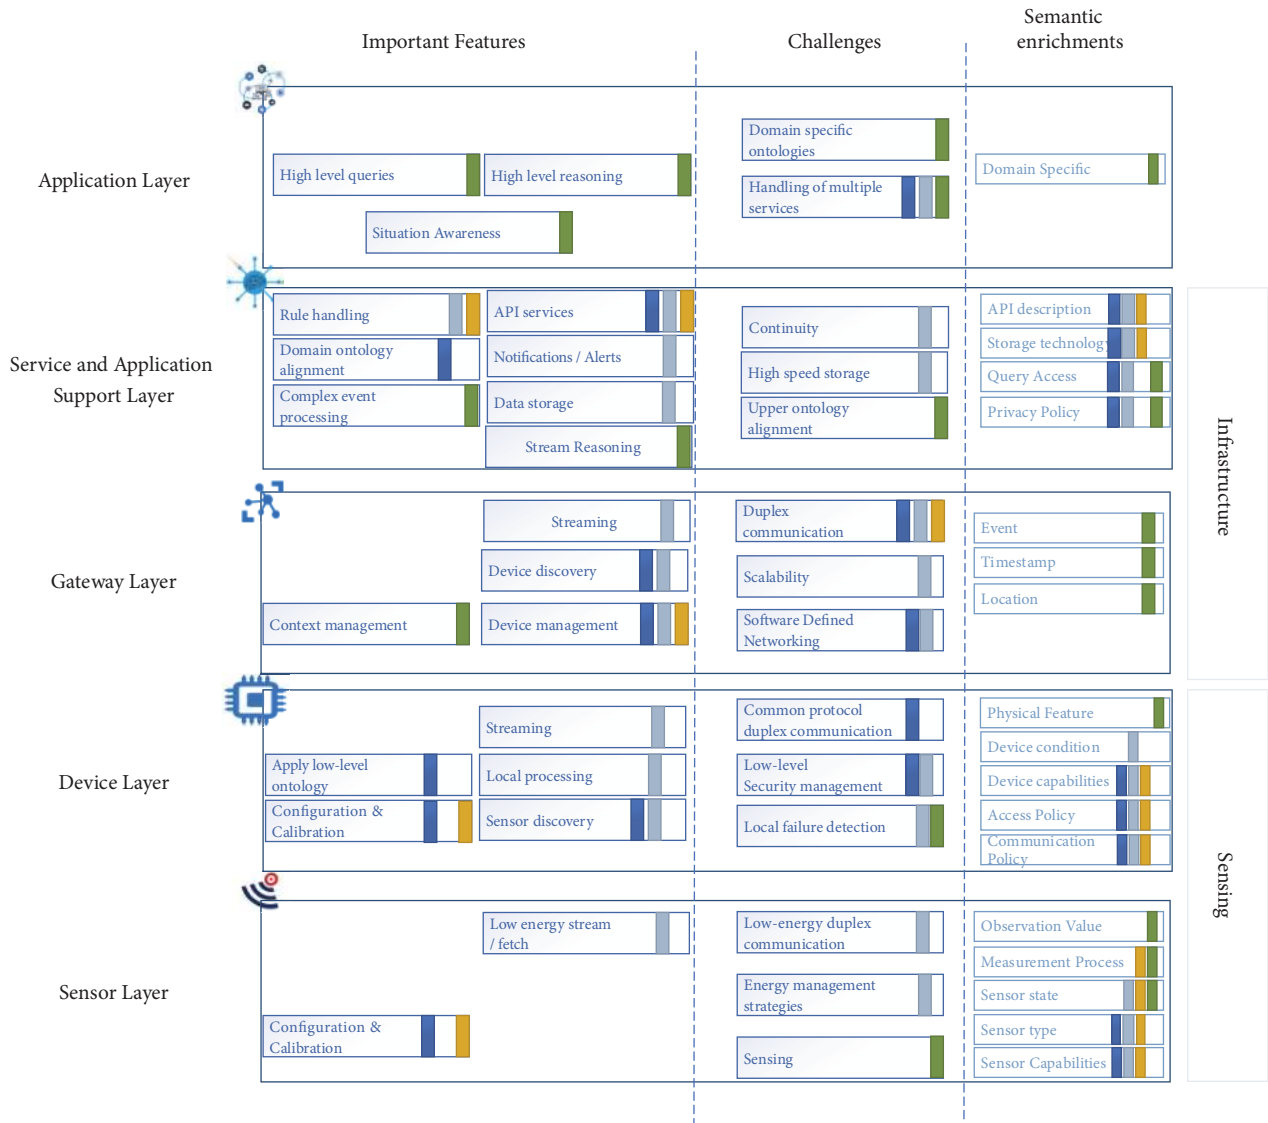 Important Features
Challenges
Semantic
enrichments
Application Layer
High level queries
High level reasoning
Situation Awareness
Domain specific
ontologies
Handling of multiple
services
Domain Specific
Service and Application
Support Layer
Rule handling
Domain ontology
alignment
Complex event
processing
API services
Notifications / Alerts
Data storage
Stream Reasoning
Continuity
High speed storage
Upper ontology
alignment
API description
Storage technology
Query Access
Privacy Policy
Infrastructure
Gateway Layer
Streaming
Device discovery
Context management
Device management
Duplex
communication
Scalability
Software Defined
Networking
Event
Timestamp
Location
Device Layer
Streaming
Apply low-level
ontology
Local processing
Configuration &
Calibration
Sensor discovery
Common protocol
duplex communication
Low-level
Security management
Local failure detection
Physical Feature
Device condition
Device capabilities
Access Policy
Communication
Policy
Sensing
Sensor Layer
Low energy stream
/ fetch
Configuration &
Calibration
Low-energy duplex
communication
Energy management
strategies
Sensing
Observation Value
Measurement Process
Sensor state
Sensor type
Sensor Capabilities